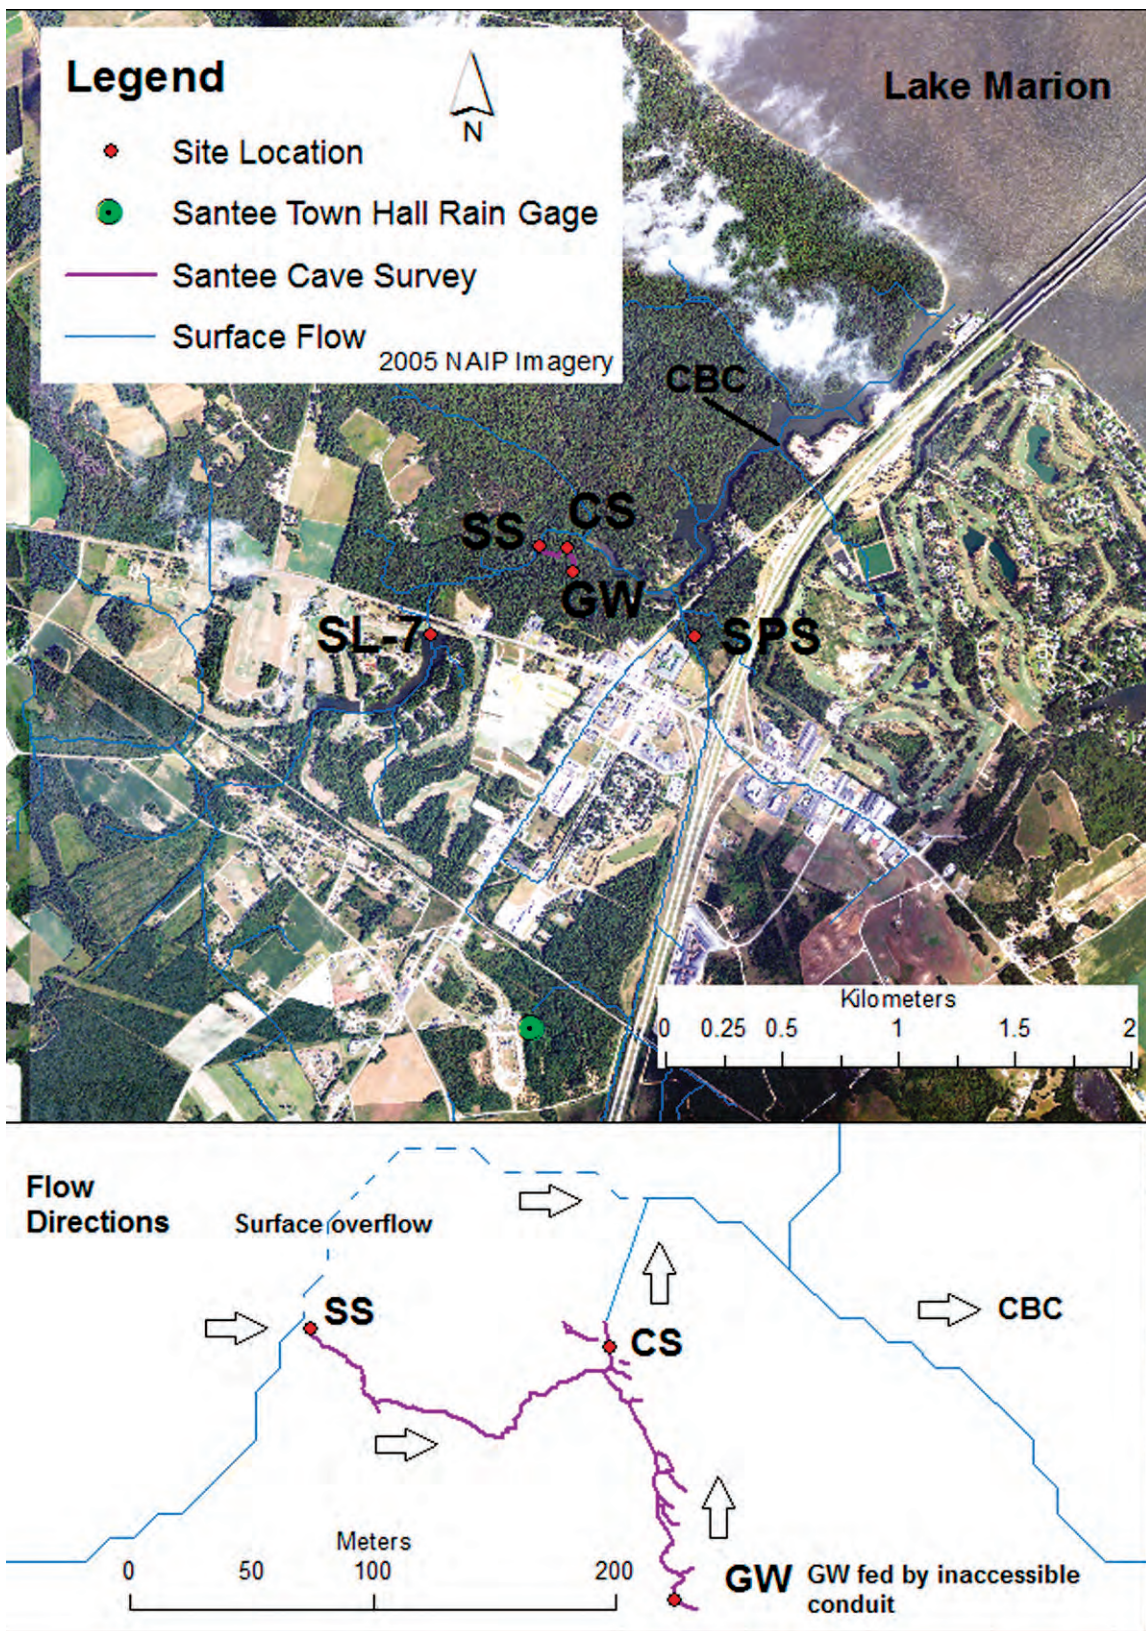 Legend
N
Site Location
Santee Town Hall Rain Gage
Santee Cave Survey
Surface Flow
2005 NAIP Imagery
Lake Marion
CBC
SS
CS
GW
SL-7
SPS
Kilometers
0 0.25 0.5 1 1.5 2
Flow
Directions
Surface overflow
SS
CS
CBC
Meters
0 50 100 200
GW
GW fed by inaccessible
conduit